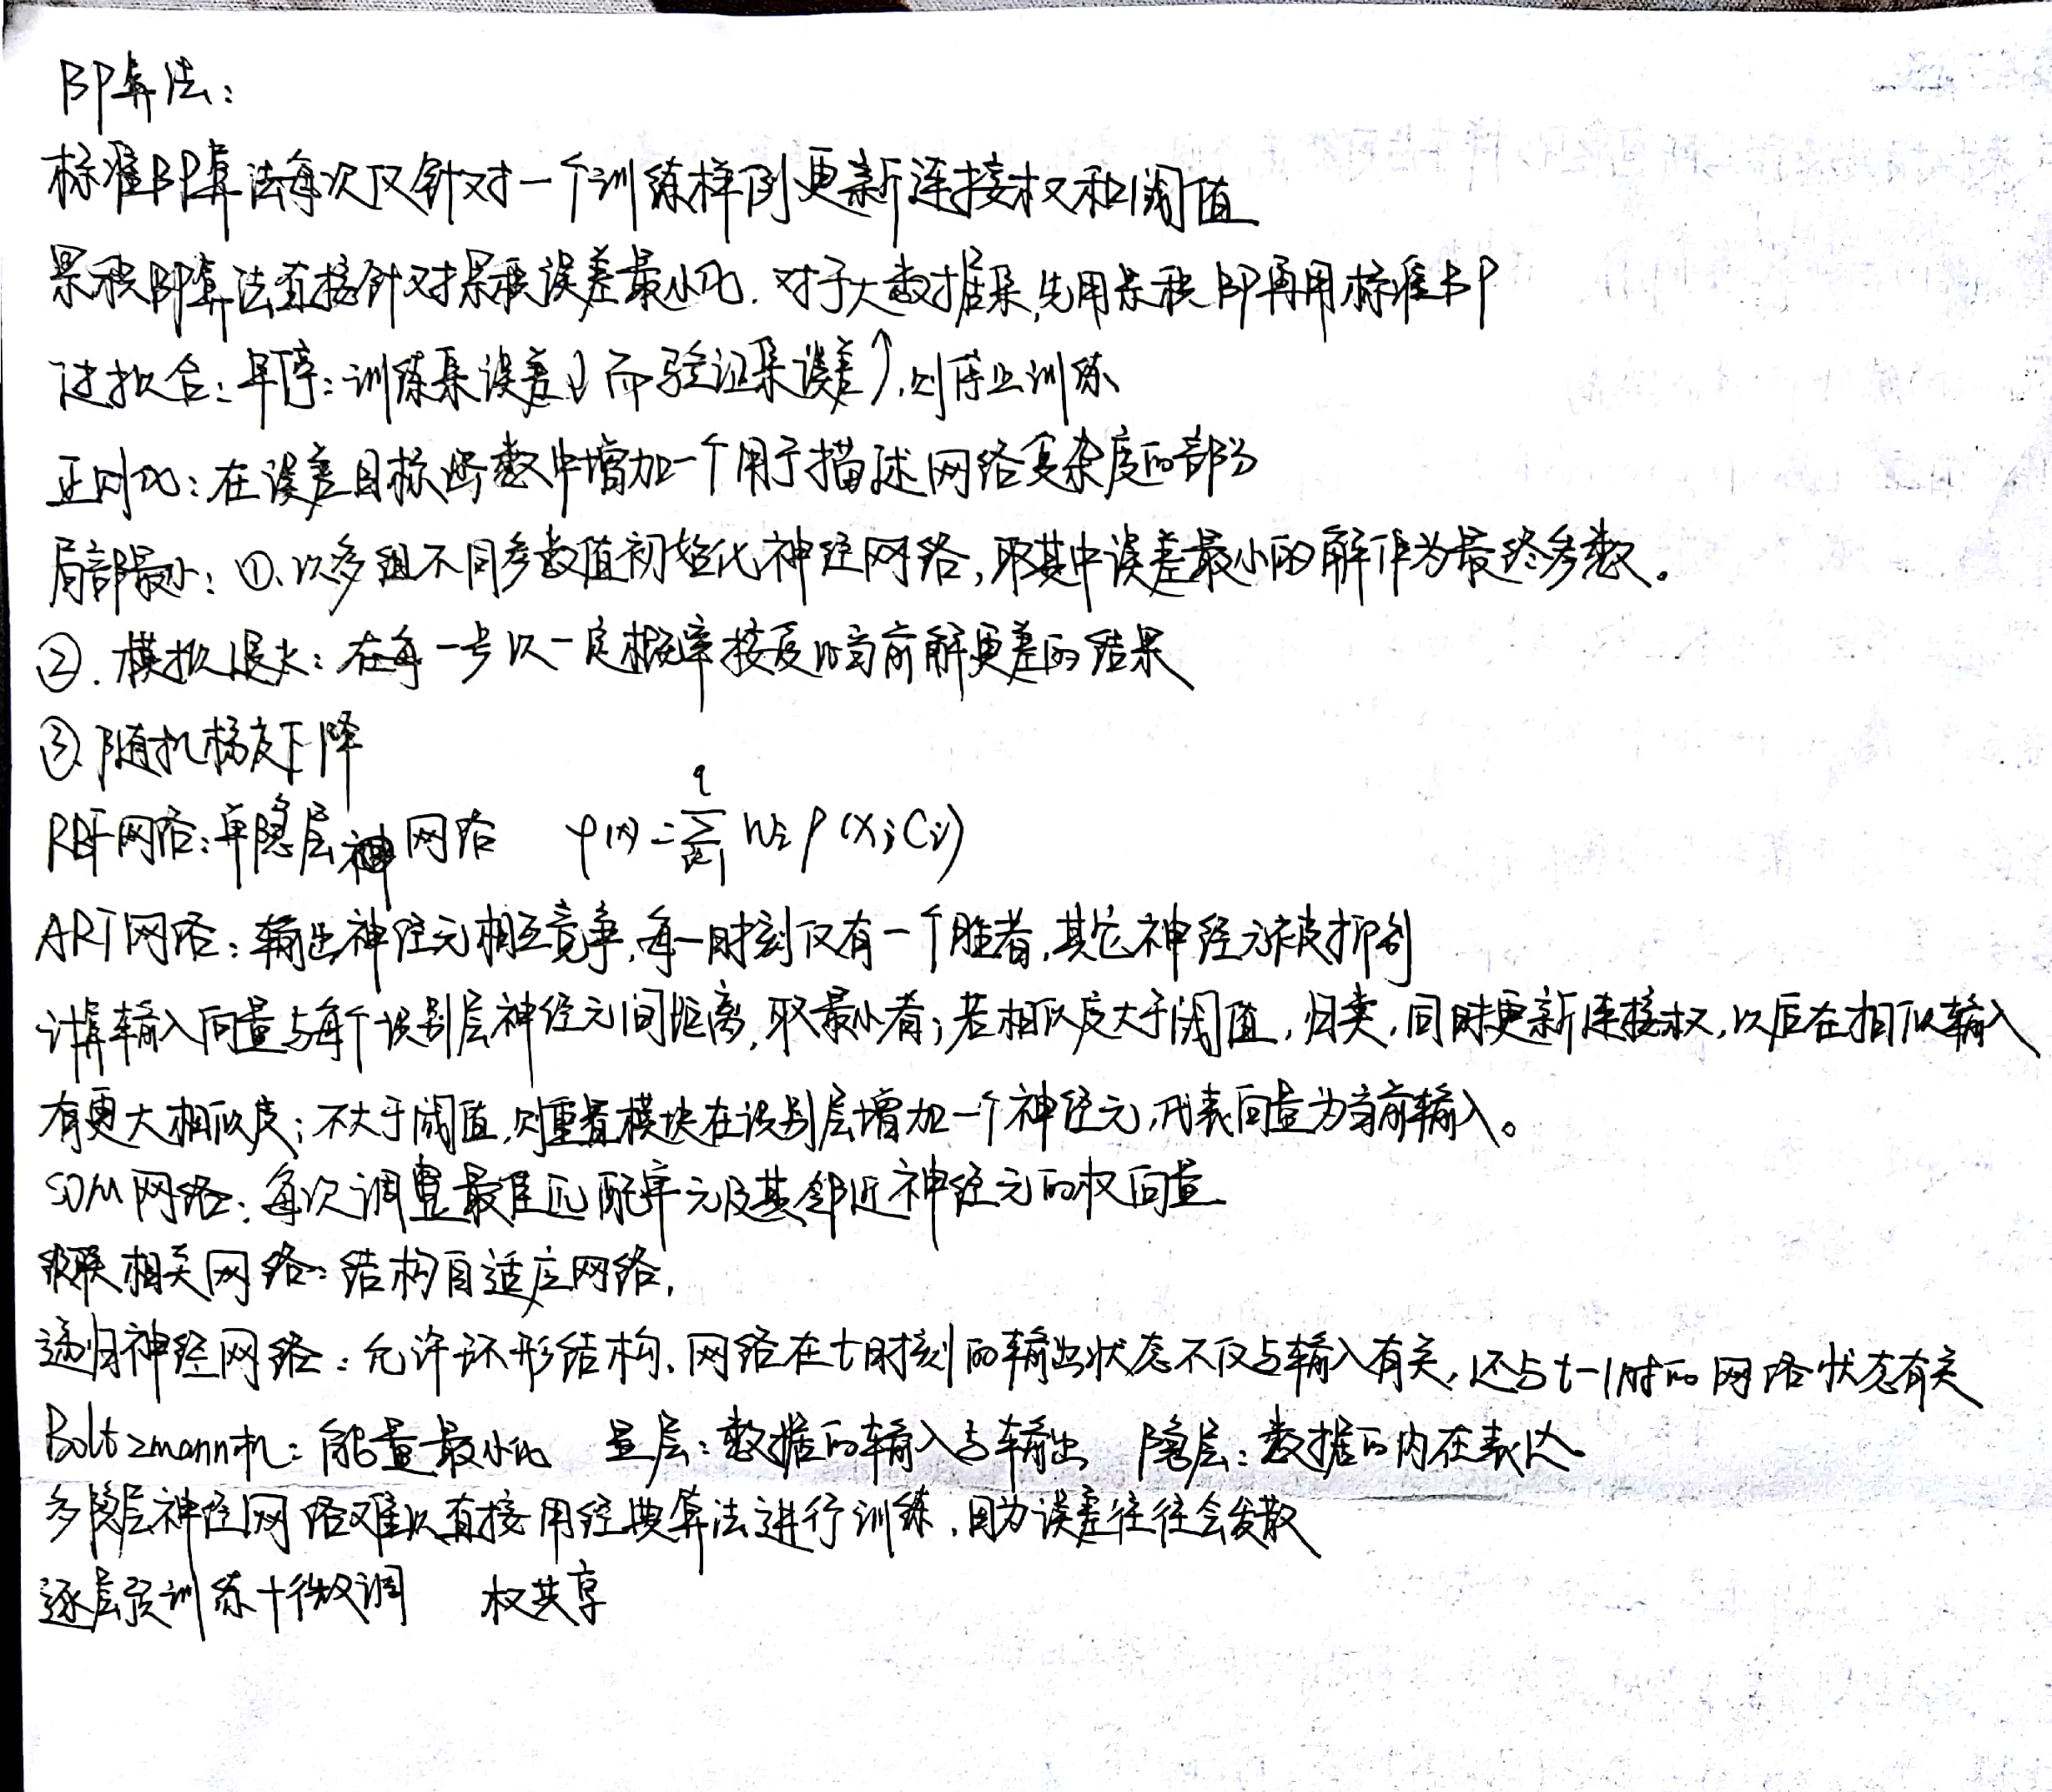 BP算法：
标准BP算法每次仅针对一个训练样例更新连接权和阈值
累积BP算法直接针对累积误差最小化. 对于大数据集,先用累积BP再用标准BP
过拟合：早停：训练集误差↓而验证集误差↑,则停止训练
正则化：在误差目标函数中增加一个用于描述网络复杂度的部分
局部最小：①、以多组不同参数值初始化神经网络，取其中误差最小的解作为最终参数。
②. 模拟退火：在每一步以一定概率接受比当前解更差的结果
③.随机梯度下降
RBF网络：单隐层神网络 φ(x)=∑_{i=1}^{q} wᵢρ(x;cᵢ)
ART网络：输出神经元相互竞争,每一时刻仅有一个胜者,其它神经元被抑制
计算输入向量与每个识别层神经元间距离,取最小者；若相似度大于阈值,归类,同时更新连接权,以后在相似输入
有更大相似度；不大于阈值,则重置模块在识别层增加一个神经元,代表向量为当前输入。
SOM网络：每次调整最佳匹配单元及其邻近神经元的权向量
级联相关网络：结构自适应网络,
递归神经网络：允许环形结构,网络在t时刻的输出状态不仅与输入有关,还与t-1时的网络状态有关
Boltzmann机：能量最小化 显层：数据的输入与输出 隐层：数据的内在表达
多隐层神经网络难以直接用经典算法进行训练,因为误差往往会发散
逐层预训练+微调 权共享